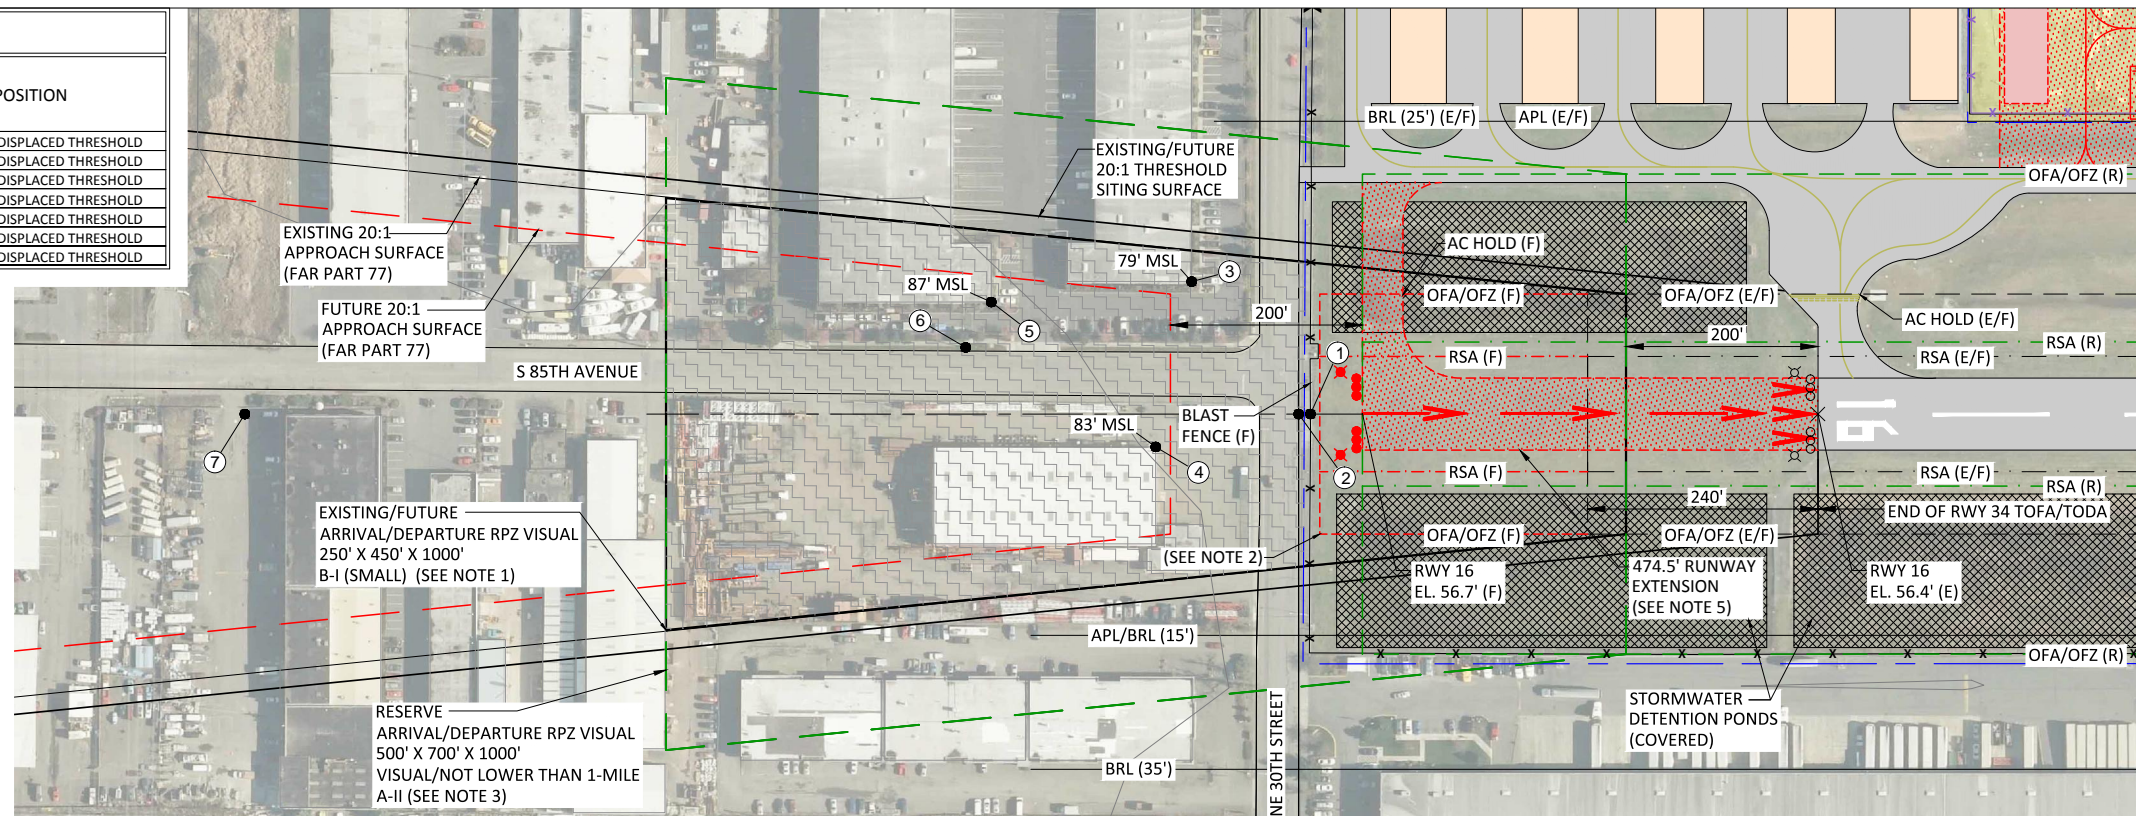 POSITION
DISPLACED THRESHOLD
DISPLACED THRESHOLD
DISPLACED THRESHOLD
DISPLACED THRESHOLD
DISPLACED THRESHOLD
DISPLACED THRESHOLD
DISPLACED THRESHOLD
EXISTING 20:1
APPROACH SURFACE
(FAR PART 77)
FUTURE 20:1
APPROACH SURFACE
(FAR PART 77)
EXISTING/FUTURE
20:1 THRESHOLD
SITING SURFACE
79' MSL
3
87' MSL
5
6
S 85TH AVENUE
7
83' MSL
4
EXISTING/FUTURE
ARRIVAL/DEPARTURE RPZ VISUAL
250' X 450' X 1000'
B-I (SMALL) (SEE NOTE 1)
RESERVE
ARRIVAL/DEPARTURE RPZ VISUAL
500' X 700' X 1000'
VISUAL/NOT LOWER THAN 1-MILE
A-II (SEE NOTE 3)
APL/BRL (15')
BRL (35')
NE 30TH STREET
200'
BLAST
FENCE (F)
1
2
(SEE NOTE 2)
BRL (25') (E/F)
APL (E/F)
OFA/OFZ (R)
AC HOLD (F)
OFA/OFZ (F)
OFA/OFZ (E/F)
AC HOLD (E/F)
200'
RSA (F)
RSA (E/F)
RSA (R)
16
RSA (F)
RSA (E/F)
RSA (R)
240'
END OF RWY 34 TOFA/TODA
OFA/OFZ (F)
OFA/OFZ (E/F)
RWY 16
EL. 56.7' (F)
474.5' RUNWAY
EXTENSION
(SEE NOTE 5)
RWY 16
EL. 56.4' (E)
OFA/OFZ (R)
STORMWATER
DETENTION PONDS
(COVERED)